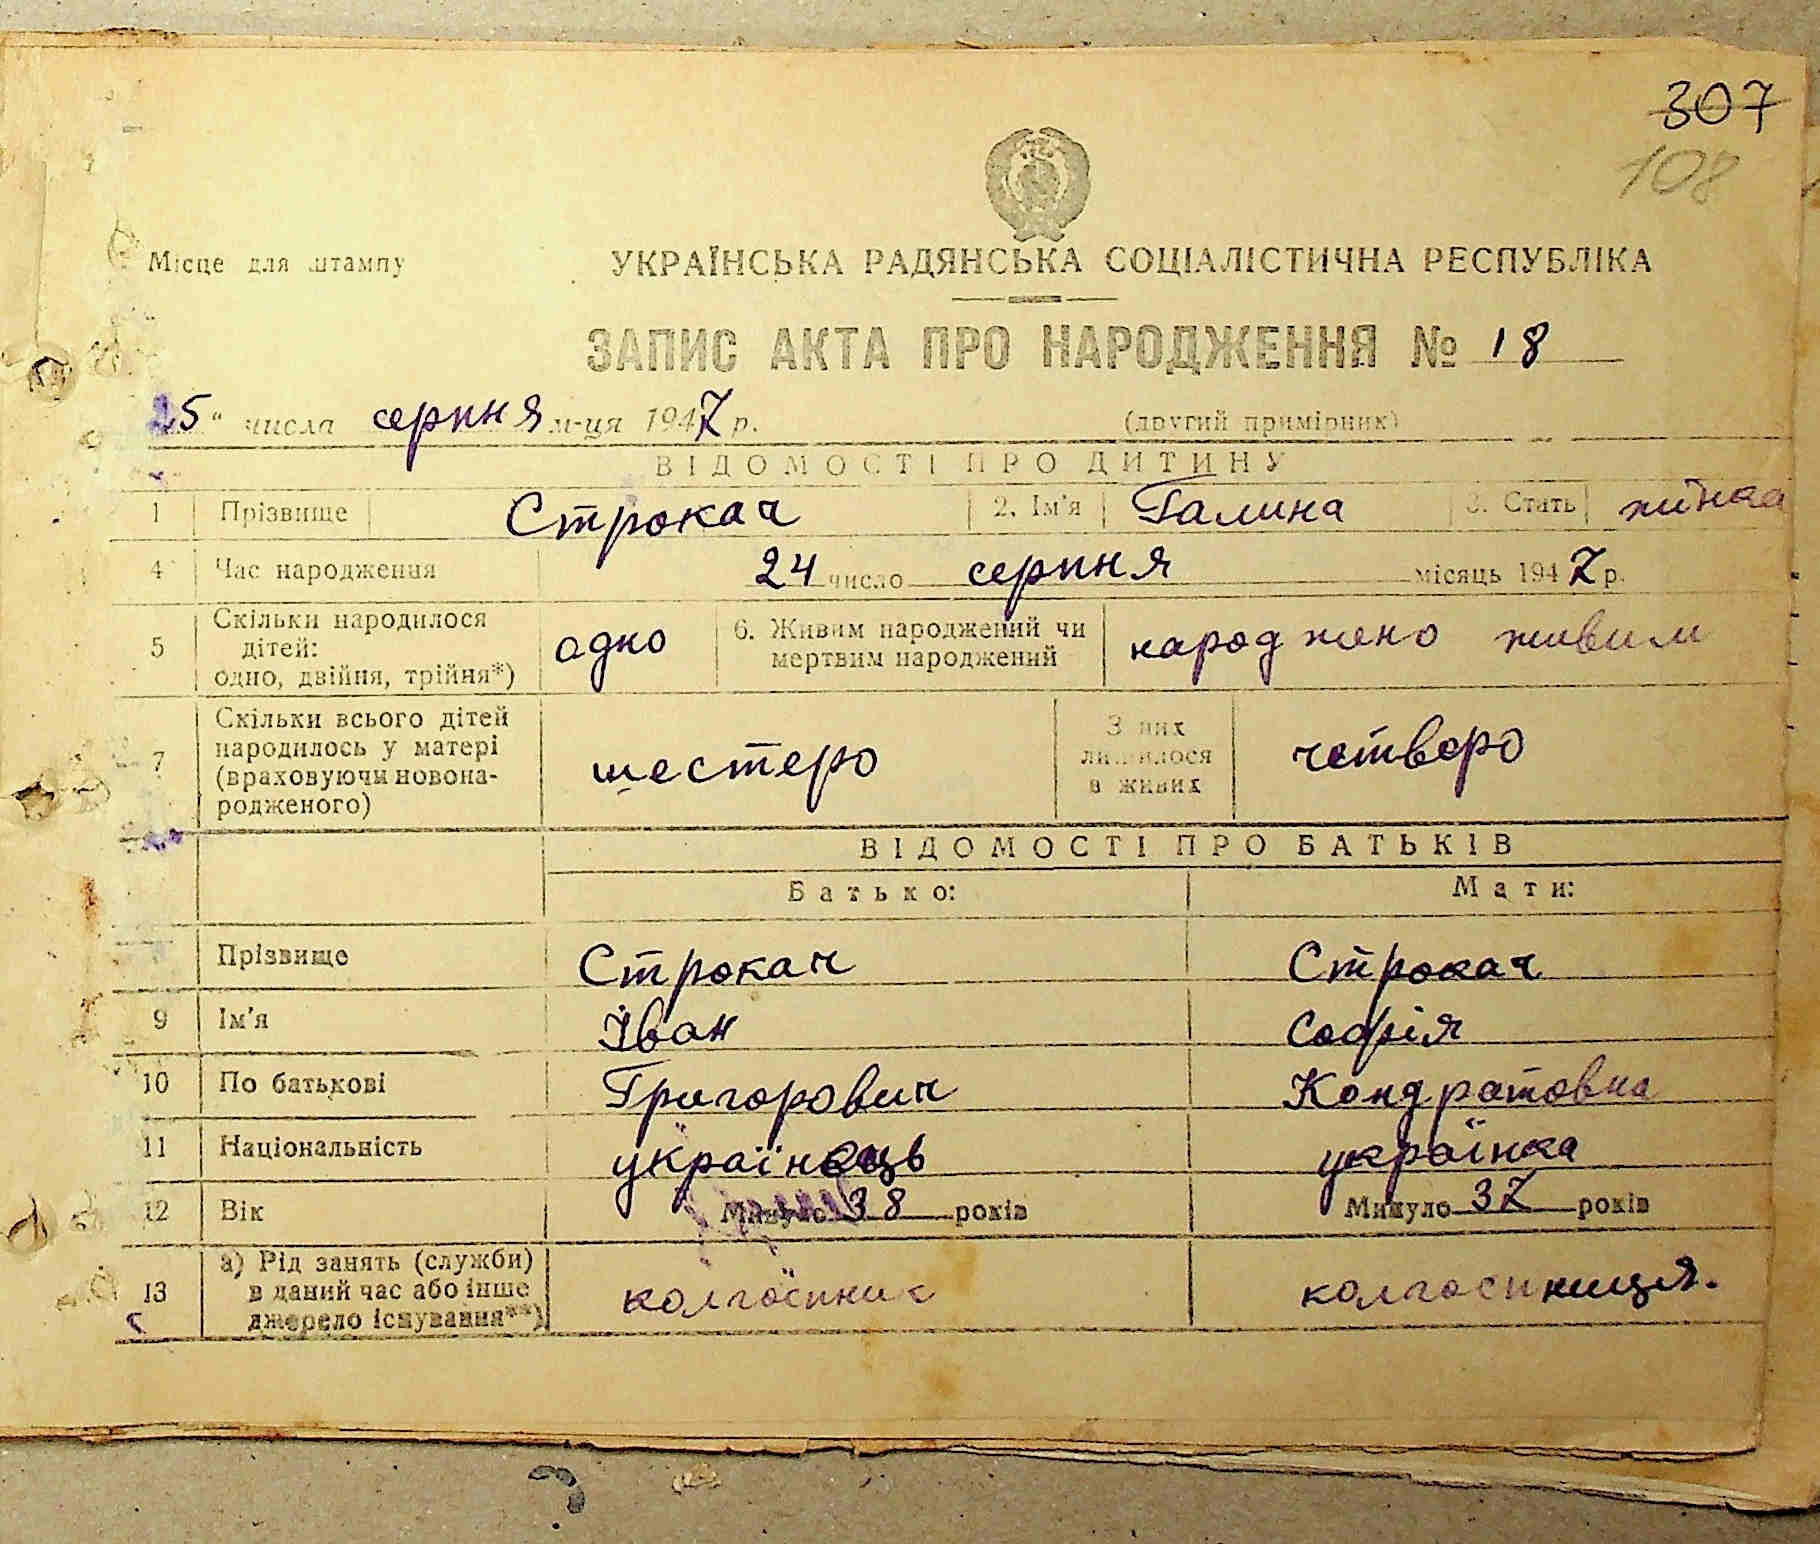 307
108
Місце для штампу
УКРАЇНСЬКА РАДЯНСЬКА СОЦІАЛІСТИЧНА РЕСПУБЛІКА
ЗАПИС АКТА ПРО НАРОДЖЕННЯ № 18
25" числа серпня м-ця 1947 р. (другий примірник)
ВІДОМОСТІ ПРО ДИТИНУ
1 Прізвище Строкач 2. Ім'я Галина 3. Стать жінка
4 Час народження 24 число серпня місяць 1947 р.
5 Скільки народилося дітей: одно, двійня, трійня*) одно 6. Живим народжений чи мертвим народжений народжено живим
7 Скільки всього дітей народилось у матері (враховуючи новонародженого) шестеро З них лишилося в живих четверо
ВІДОМОСТІ ПРО БАТЬКІВ
Батько: Мати:
Прізвище Строкач Строкач
9 Ім'я Іван Софія
10 По батькові Григорович Кондратовна
11 Національність українець українка
12 Вік Минуло 38 років Минуло 37 років
13 а) Рід занять (служби) в даний час або інше джерело існування**) колгоспник колгоспниця.